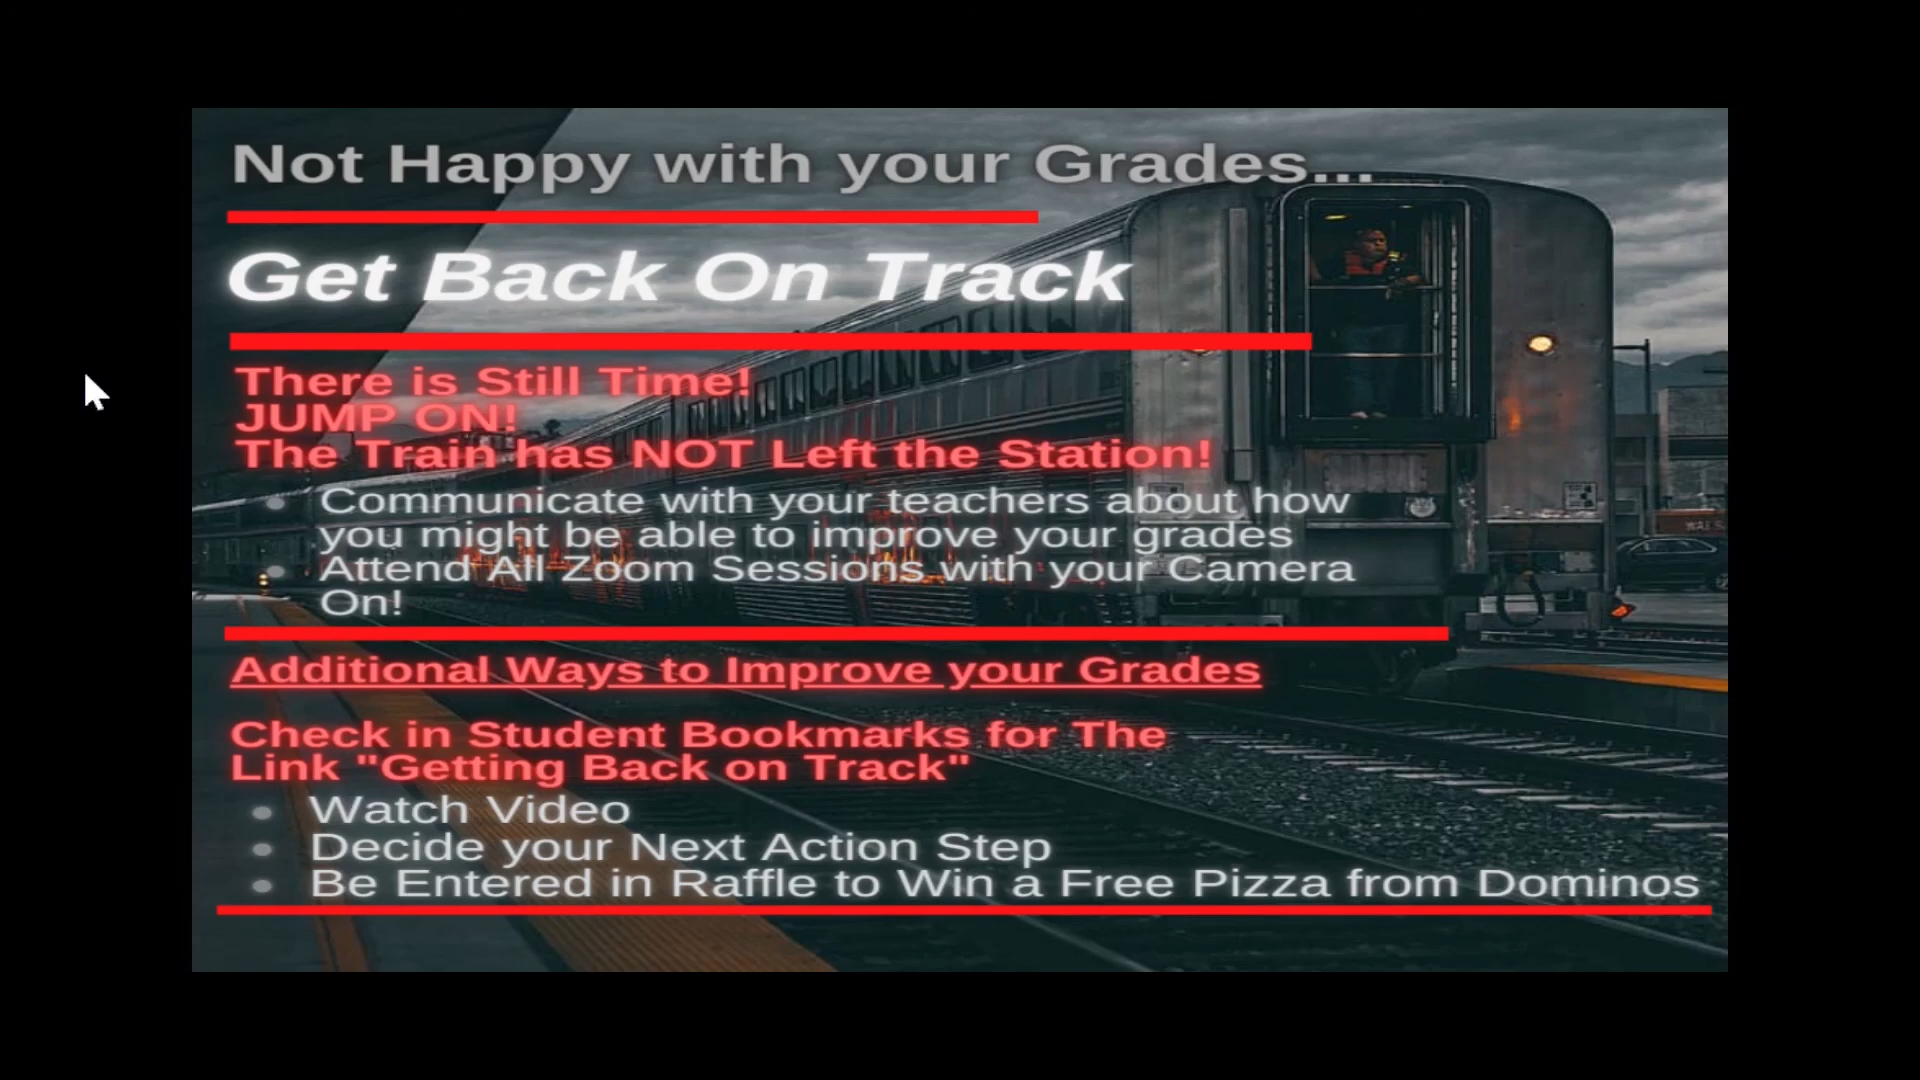 Not Happy with your Grades...
Get Back On Track
There is Still Time!
JUMP ON!
The Train has NOT Left the Station!
• Communicate with your teachers about how
you might be able to improve your grades
• Attend All Zoom Sessions with your Camera
On!
Additional Ways to Improve your Grades
Check in Student Bookmarks for The
Link "Getting Back on Track"
• Watch Video
• Decide your Next Action Step
• Be Entered in Raffle to Win a Free Pizza from Dominos